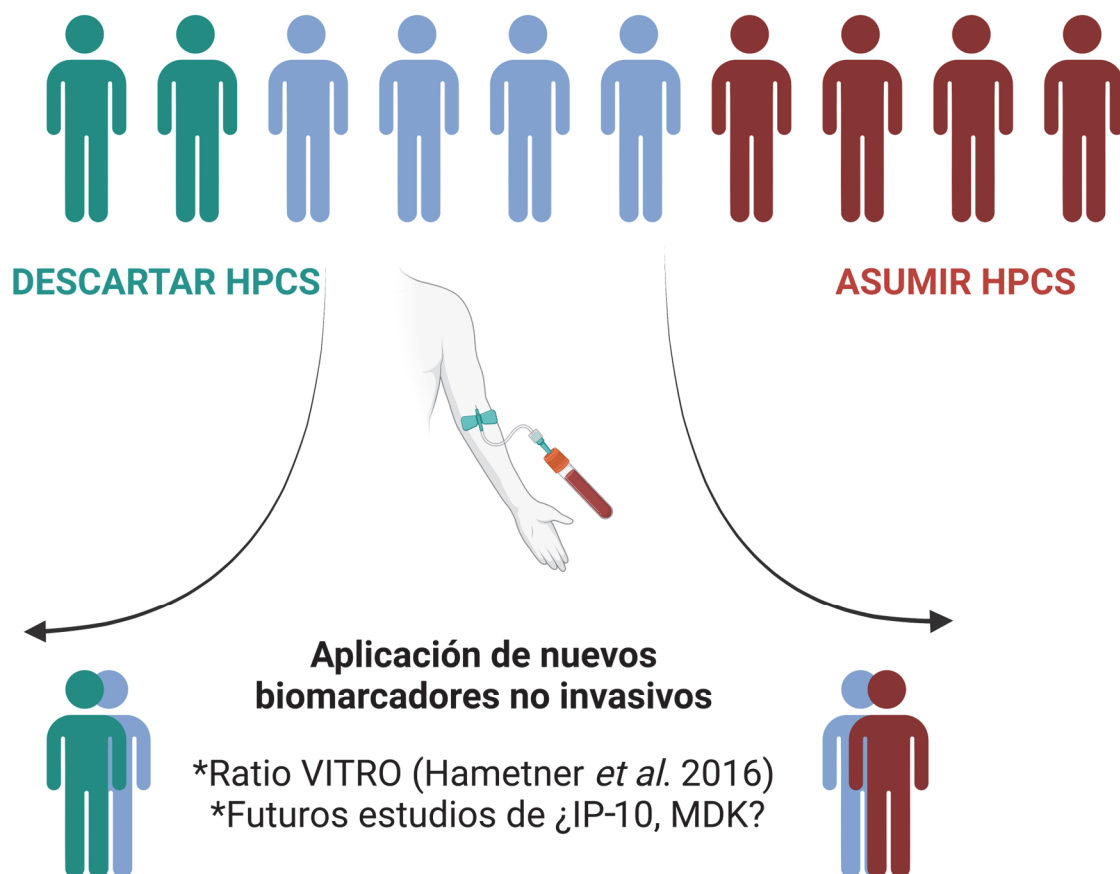 DESCARTAR HPCS
ASUMIR HPCS
Aplicación de nuevos
biomarcadores no invasivos
*Ratio VITRO (Hametner et al. 2016)
*Futuros estudios de ¿IP-10, MDK?